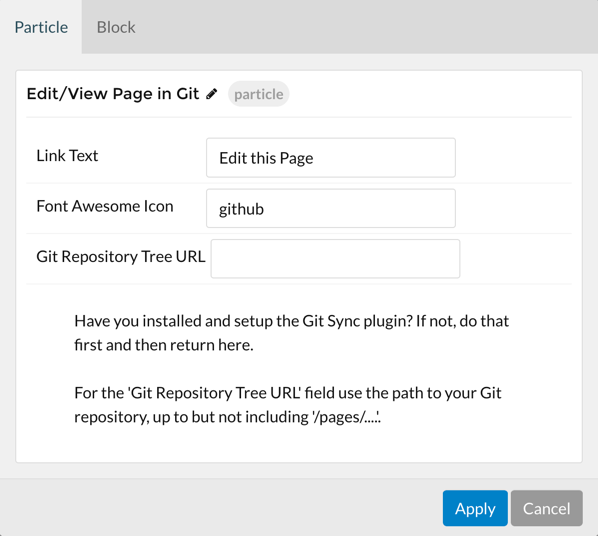 Particle Block
Edit/View Page in Git particle
Link Text Edit this Page
Font Awesome Icon github
Git Repository Tree URL
Have you installed and setup the Git Sync plugin? If not, do that
first and then return here.
For the 'Git Repository Tree URL' field use the path to your Git
repository, up to but not including '/pages/....'.
Apply Cancel